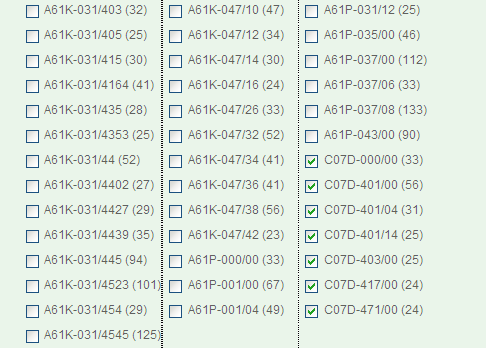 A61K-031/403 (32)
A61K-031/405 (25)
A61K-031/415 (30)
A61K-031/4164 (41)
A61K-031/435 (28)
A61K-031/4353 (25)
A61K-031/44 (52)
A61K-031/4402 (27)
A61K-031/4427 (29)
A61K-031/4439 (35)
A61K-031/445 (94)
A61K-031/4523 (101)
A61K-031/454 (29)
A61K-031/4545 (125)
A61K-047/10 (47)
A61K-047/12 (34)
A61K-047/14 (30)
A61K-047/16 (24)
A61K-047/26 (33)
A61K-047/32 (52)
A61K-047/34 (41)
A61K-047/36 (41)
A61K-047/38 (56)
A61K-047/42 (23)
A61P-000/00 (33)
A61P-001/00 (67)
A61P-001/04 (49)
A61P-031/12 (25)
A61P-035/00 (46)
A61P-037/00 (112)
A61P-037/06 (33)
A61P-037/08 (133)
A61P-043/00 (90)
C07D-000/00 (33)
C07D-401/00 (56)
C07D-401/04 (31)
C07D-401/14 (25)
C07D-403/00 (25)
C07D-417/00 (24)
C07D-471/00 (24)